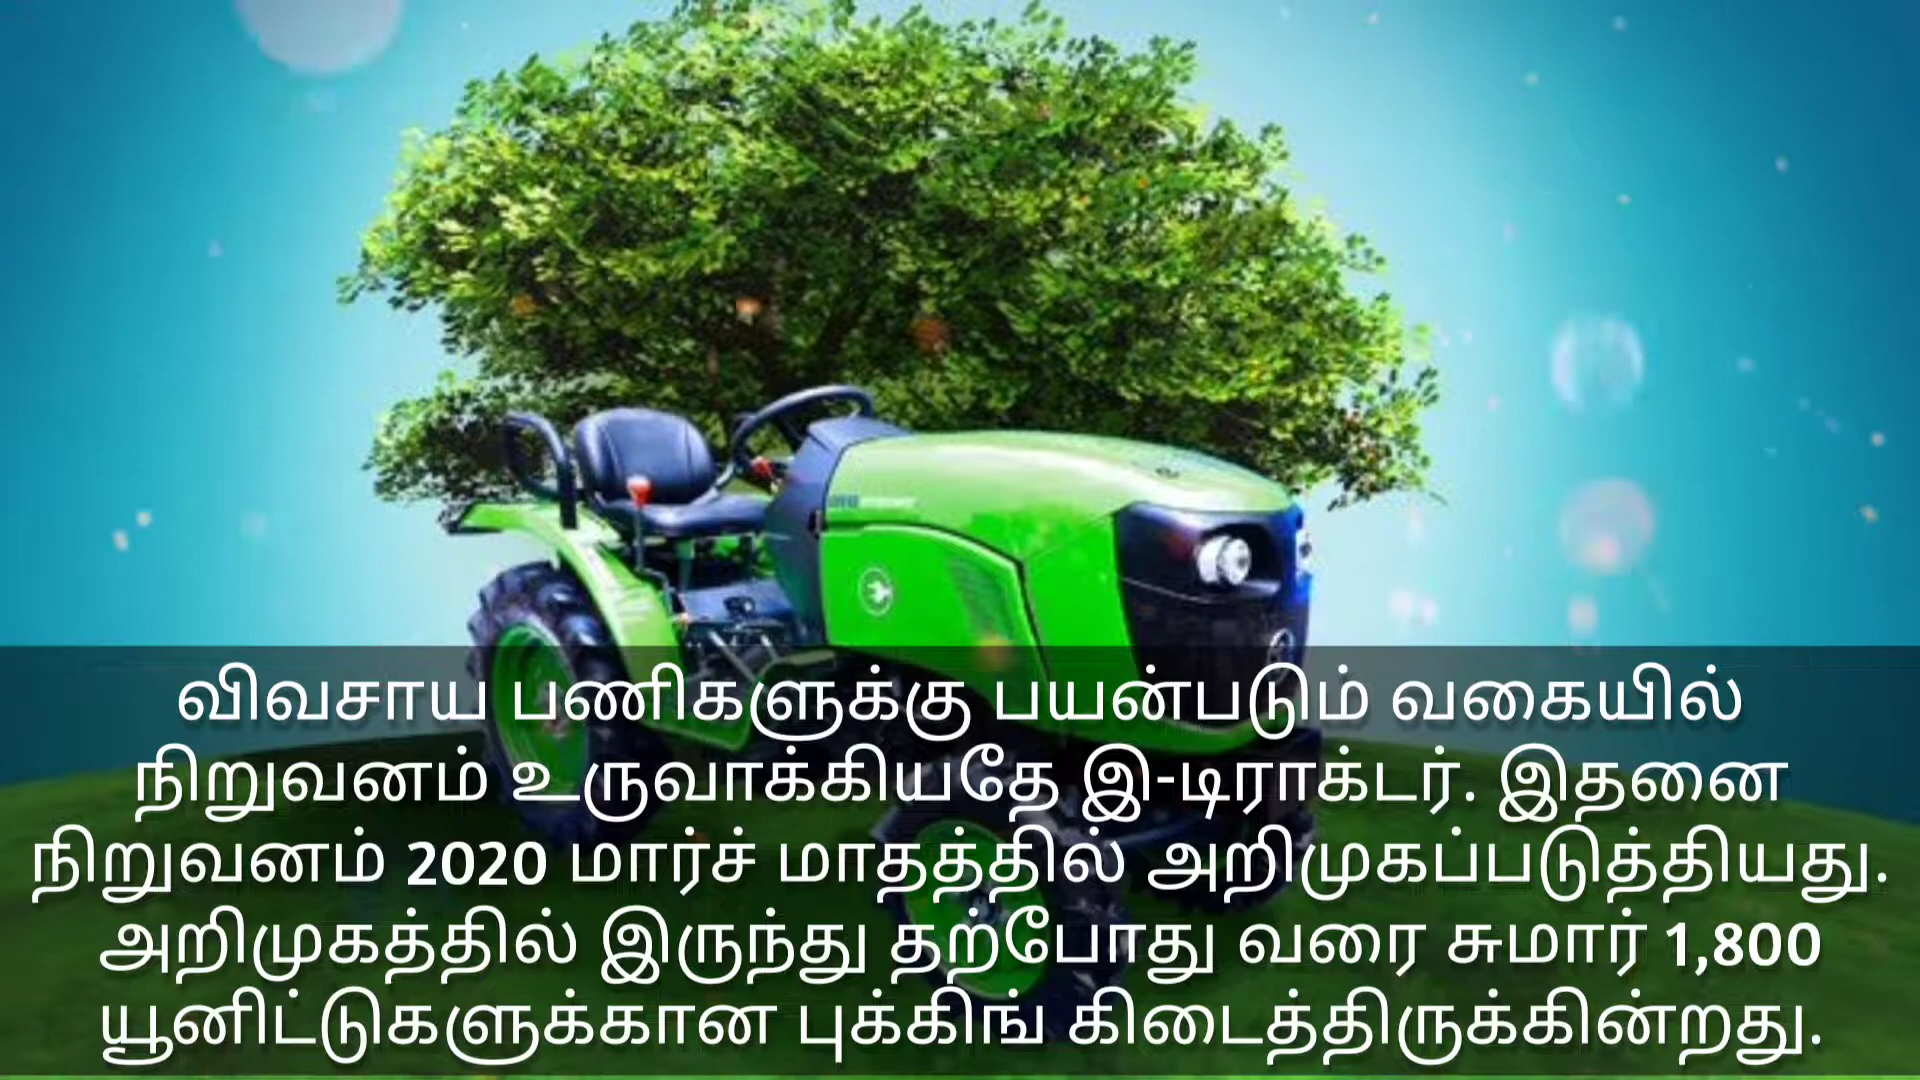 விவசாய பணிகளுக்கு பயன்படும் வகையில்
நிறுவனம் உருவாக்கியதே இ-டிராக்டர். இதனை
நிறுவனம் 2020 மார்ச் மாதத்தில் அறிமுகப்படுத்தியது.
அறிமுகத்தில் இருந்து தற்போது வரை சுமார் 1,800
யூனிட்டுகளுக்கான புக்கிங் கிடைத்திருக்கின்றது.